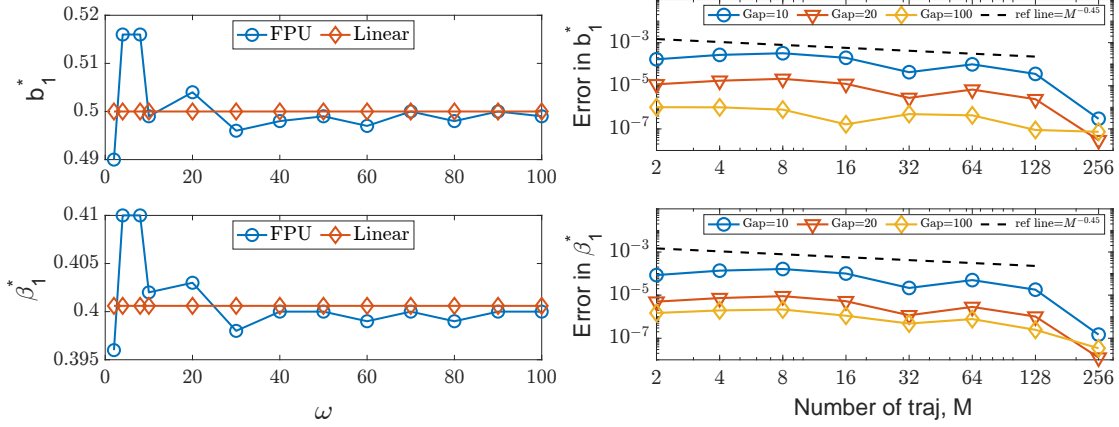 FPU Linear
b*1
0.52
0.51
0.5
0.49
0 20 40 60 80 100
FPU Linear
β*1
0.41
0.405
0.4
0.395
0 20 40 60 80 100
ω
Gap=10 Gap=20 Gap=100 ref line=M^-0.45
Error in b*1
10^-3
10^-5
10^-7
2 4 8 16 32 64 128 256
Gap=10 Gap=20 Gap=100 ref line=M^-0.45
Error in β*1
10^-3
10^-5
10^-7
2 4 8 16 32 64 128 256
Number of traj, M